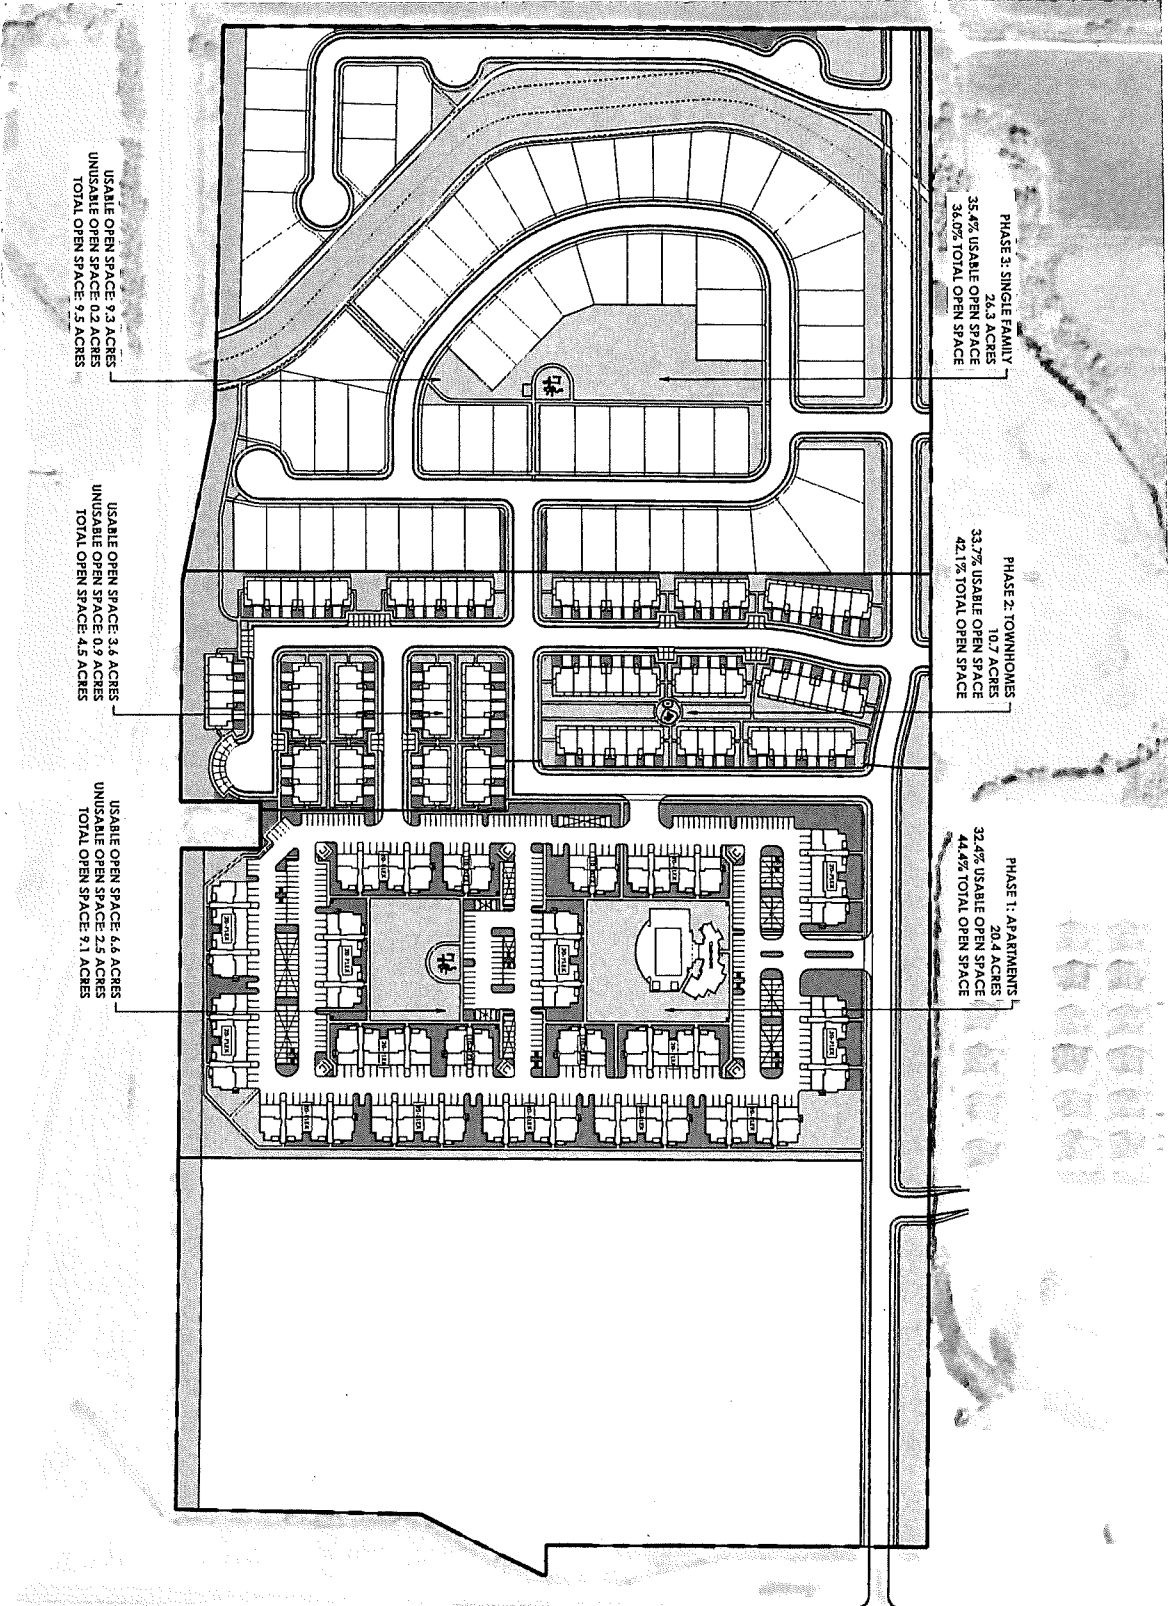 PHASE 3: SINGLE FAMILY
26.3 ACRES
35.4% USABLE OPEN SPACE
36.0% TOTAL OPEN SPACE
PHASE 2: TOWNHOMES
10.7 ACRES
33.7% USABLE OPEN SPACE
42.1% TOTAL OPEN SPACE
PHASE 1: APARTMENTS
20.4 ACRES
32.4% USABLE OPEN SPACE
44.4% TOTAL OPEN SPACE
USABLE OPEN SPACE: 9.3 ACRES
UNUSABLE OPEN SPACE: 0.2 ACRES
TOTAL OPEN SPACE: 9.5 ACRES
USABLE OPEN SPACE: 3.6 ACRES
UNUSABLE OPEN SPACE: 0.9 ACRES
TOTAL OPEN SPACE: 4.5 ACRES
USABLE OPEN SPACE: 6.6 ACRES
UNUSABLE OPEN SPACE: 2.5 ACRES
TOTAL OPEN SPACE: 9.1 ACRES